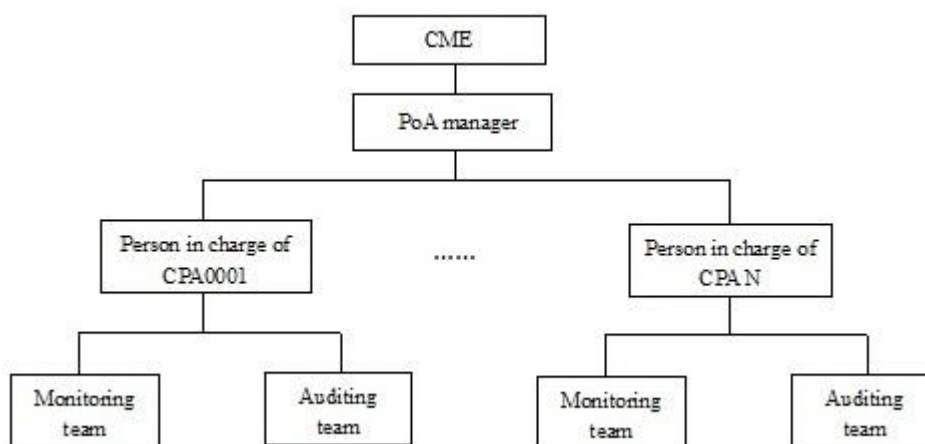 CME
PoA manager
Person in charge of
CPA0001
......
Person in charge of
CPA N
Monitoring
team
Auditing
team
Monitoring
team
Auditing
team